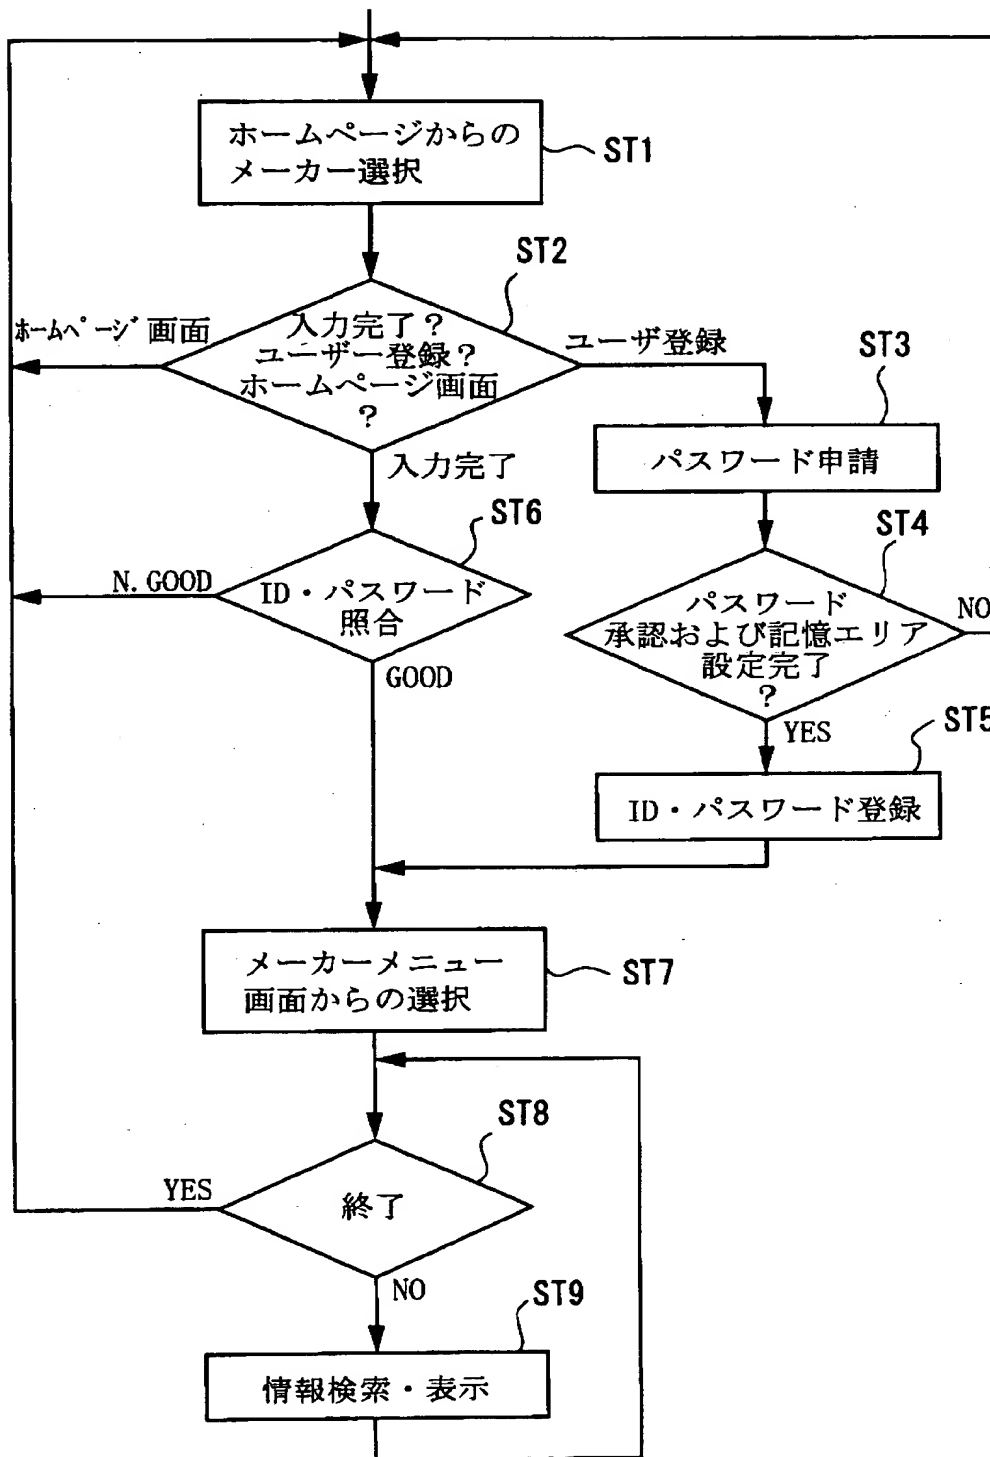 ホームページからの
メーカー選択
ST1
ST2
ホームページ画面
入力完了？
ユーザー登録？
ホームページ画面
？
ユーザ登録
ST3
パスワード申請
入力完了
ST6
ST4
N.GOOD
ID・パスワード
照合
パスワード
承認および記憶エリア
設定完了
？
NO
GOOD
YES
ST5
ID・パスワード登録
メーカーメニュー
画面からの選択
ST7
ST8
YES
終了
NO
ST9
情報検索・表示